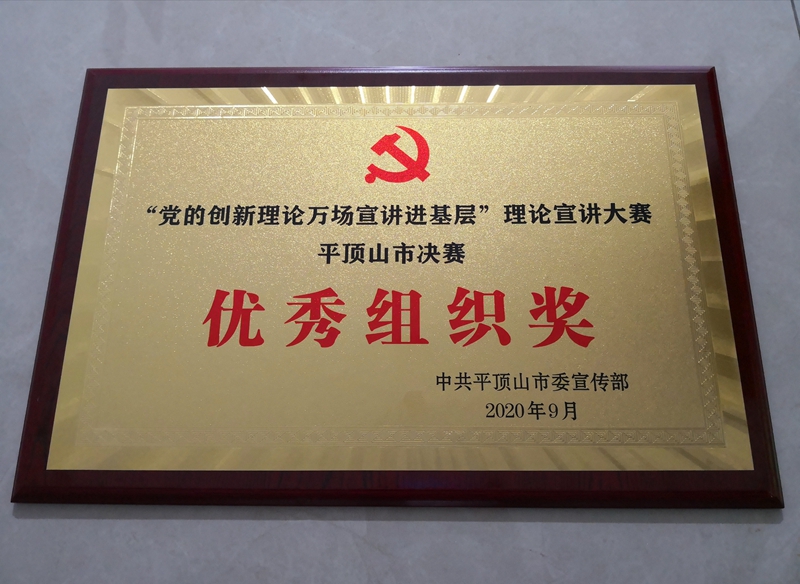 “党的创新理论万场宣讲进基层”理论宣讲大赛
平顶山市决赛
优秀组织奖
中共平顶山市委宣传部
2020年9月